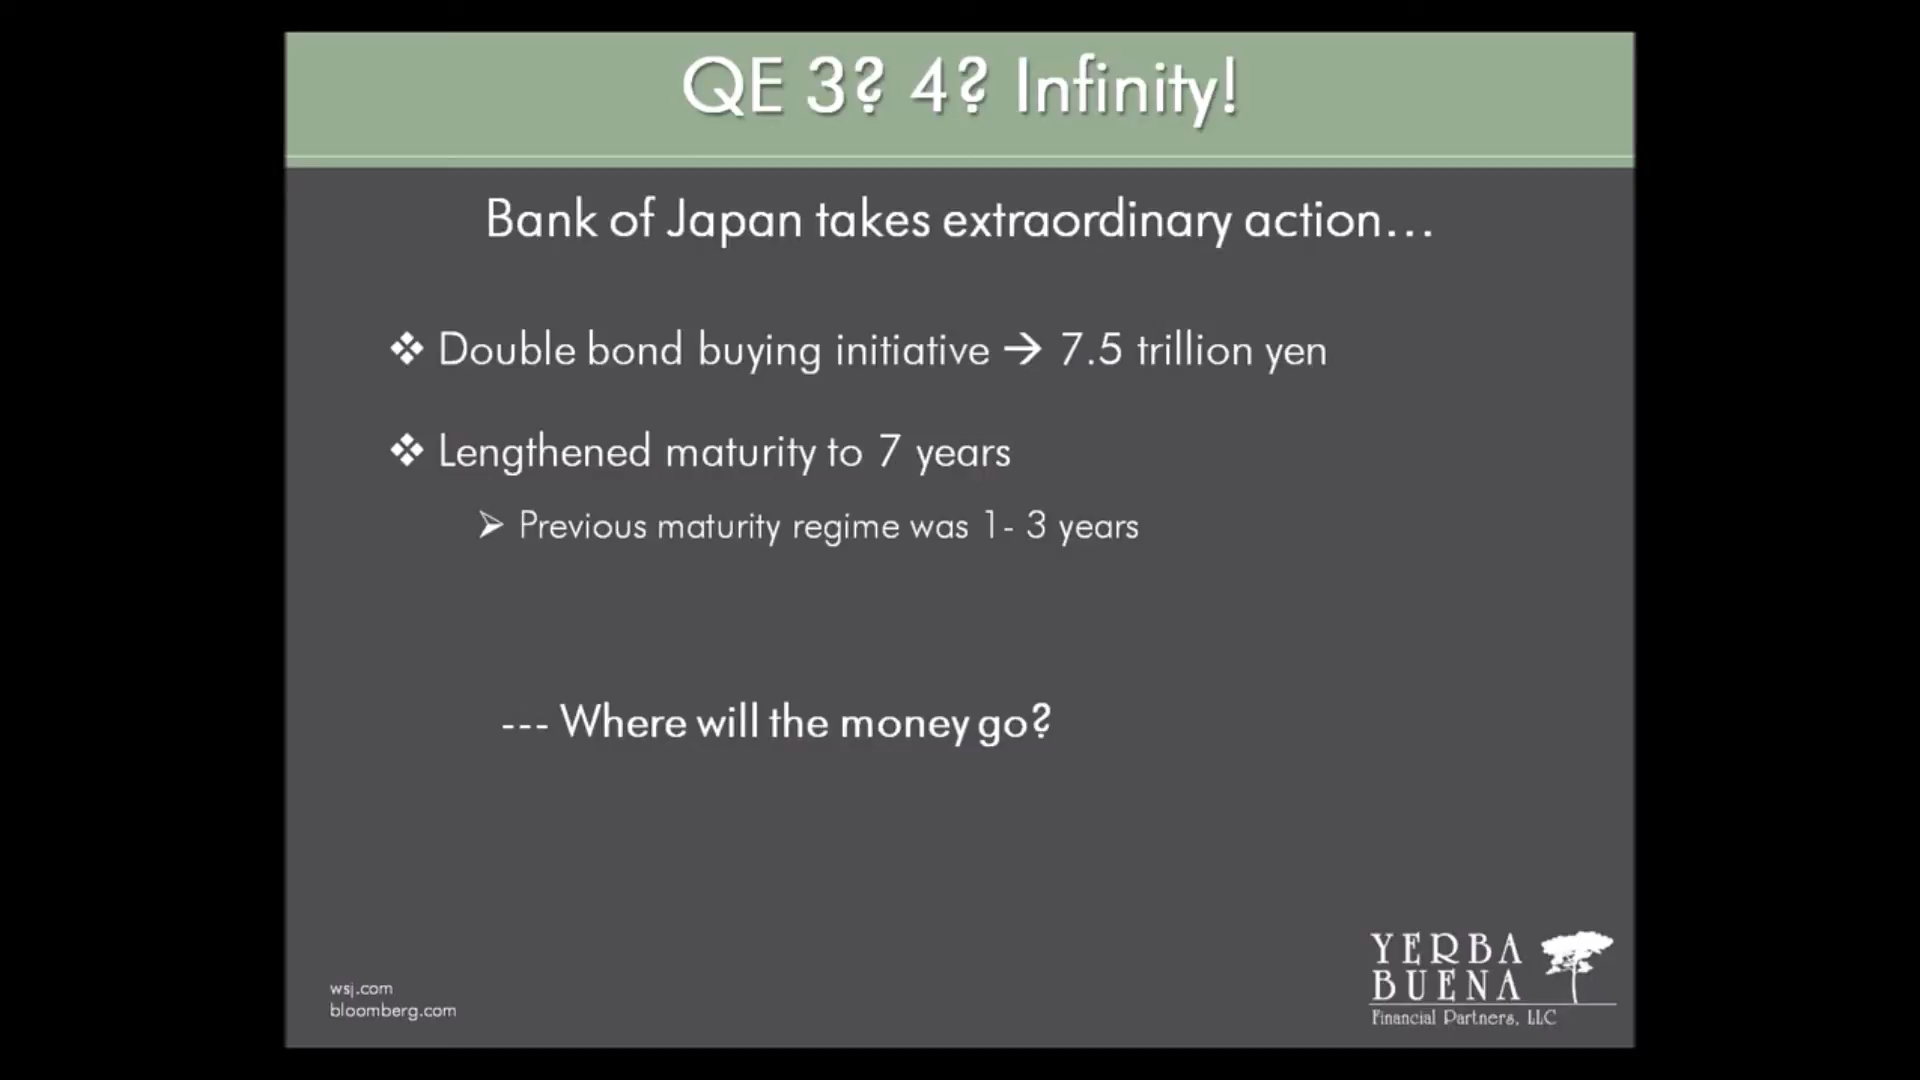 QE 3? 4? Infinity!
Bank of Japan takes extraordinary action...
❖ Double bond buying initiative → 7.5 trillion yen
❖ Lengthened maturity to 7 years
➢ Previous maturity regime was 1- 3 years
--- Where will the money go?
wsj.com
bloomberg.com
YERBA
BUENA
Financial Partners, LLC